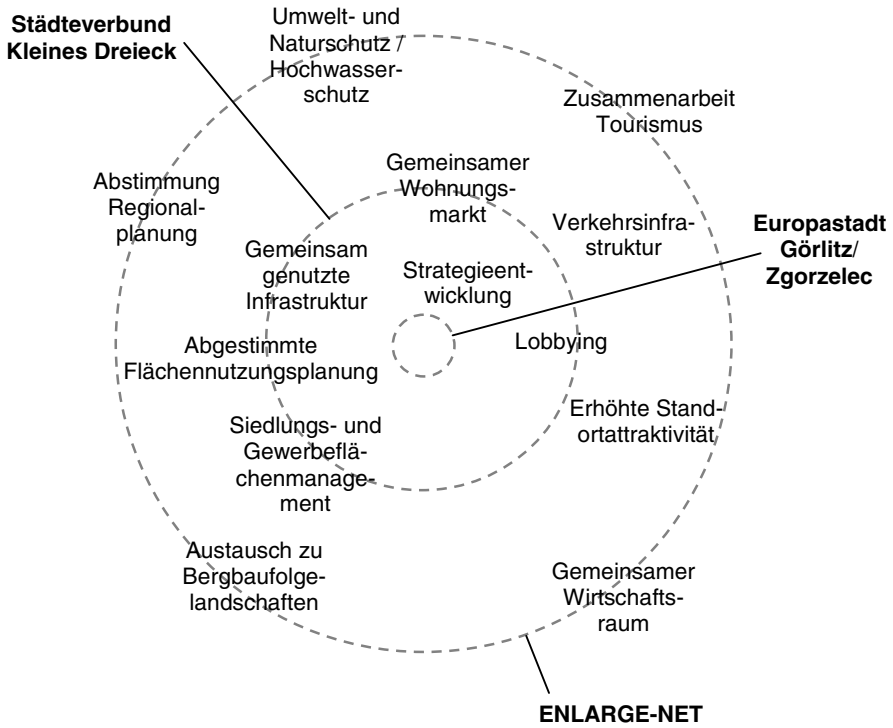 Städteverbund
Kleines Dreieck
Umwelt- und
Naturschutz /
Hochwasser-
schutz
Zusammenarbeit
Tourismus
Abstimmung
Regional-
planung
Gemeinsamer
Wohnungs-
markt
Verkehrsinfra-
struktur
Europastadt
Görlitz/
Zgorzelec
Gemeinsam
genutzte
Infrastruktur
Strategieent-
wicklung
Abgestimmte
Flächennutzungsplanung
Lobbying
Siedlungs- und
Gewerbeflä-
chenmanage-
ment
Erhöhte Stand-
ortattraktivität
Austausch zu
Bergbaufolge-
landschaften
Gemeinsamer
Wirtschafts-
raum
ENLARGE-NET